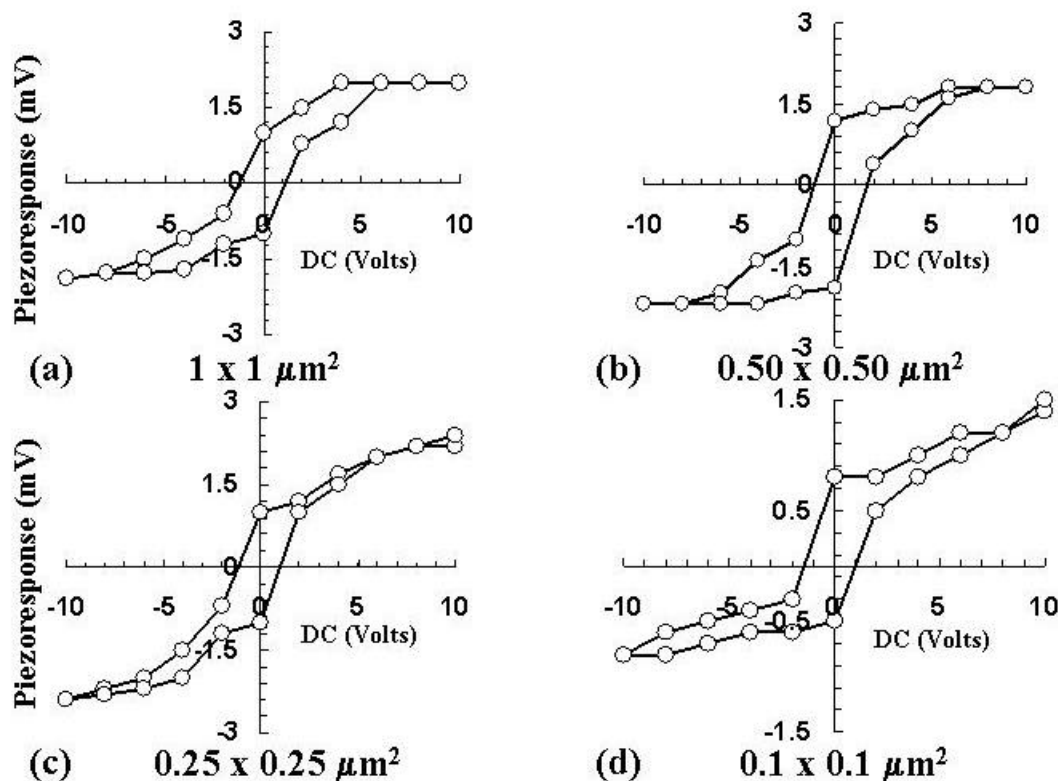 3
3
1.5
1.5
0
0
-10
-5
0
5
10
-10
-5
0
5
10
DC (Volts)
DC (Volts)
-1.5
-1.5
-3
-3
Piezoresponse (mV)
(a)
1 x 1 μm²
(b)
0.50 x 0.50 μm²
3
1.5
1.5
0.5
0
-10
-5
0
5
10
-10
-5
0
5
10
DC (Volts)
DC (Volts)
-1.5
-0.5
-3
-1.5
Piezoresponse (mV)
(c)
0.25 x 0.25 μm²
(d)
0.1 x 0.1 μm²